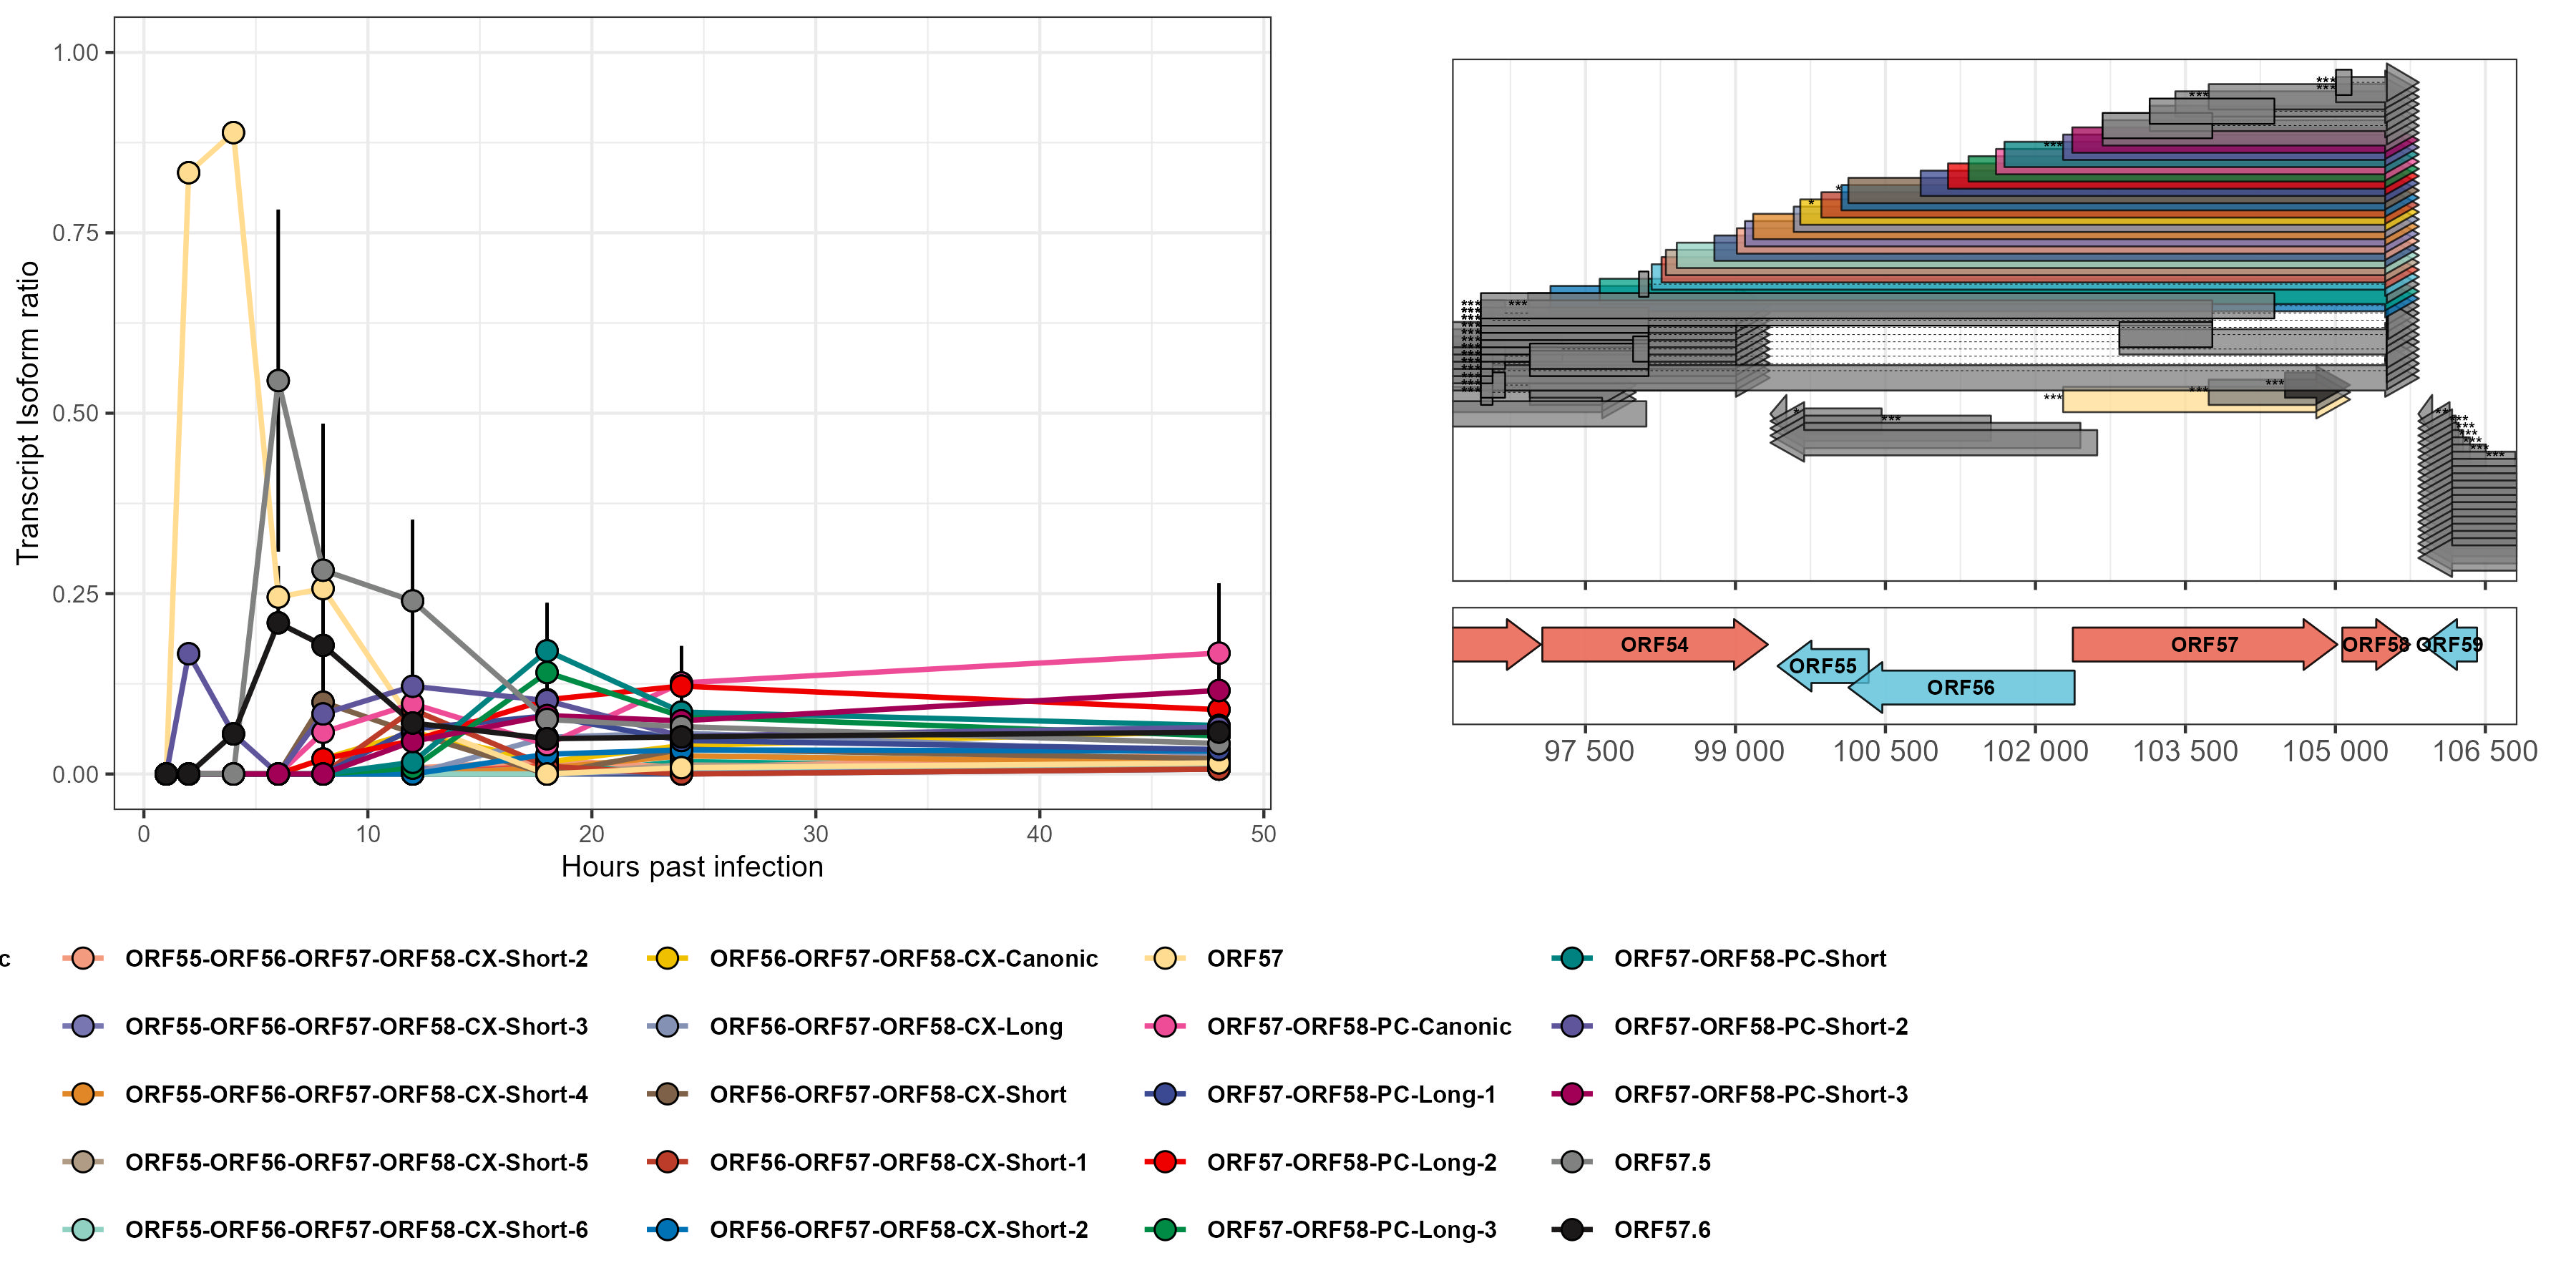 1.00
0.75
0.50
0.25
0.00
Transcript Isoform ratio
0
10
20
30
40
50
Hours past infection
ORF54
ORF55
ORF56
ORF57
ORF58
ORF59
97 500
99 000
100 500
102 000
103 500
105 000
106 500
c
ORF55-ORF56-ORF57-ORF58-CX-Short-2
ORF55-ORF56-ORF57-ORF58-CX-Short-3
ORF55-ORF56-ORF57-ORF58-CX-Short-4
ORF55-ORF56-ORF57-ORF58-CX-Short-5
ORF55-ORF56-ORF57-ORF58-CX-Short-6
ORF56-ORF57-ORF58-CX-Canonic
ORF56-ORF57-ORF58-CX-Long
ORF56-ORF57-ORF58-CX-Short
ORF56-ORF57-ORF58-CX-Short-1
ORF56-ORF57-ORF58-CX-Short-2
ORF57
ORF57-ORF58-PC-Canonic
ORF57-ORF58-PC-Long-1
ORF57-ORF58-PC-Long-2
ORF57-ORF58-PC-Long-3
ORF57-ORF58-PC-Short
ORF57-ORF58-PC-Short-2
ORF57-ORF58-PC-Short-3
ORF57.5
ORF57.6